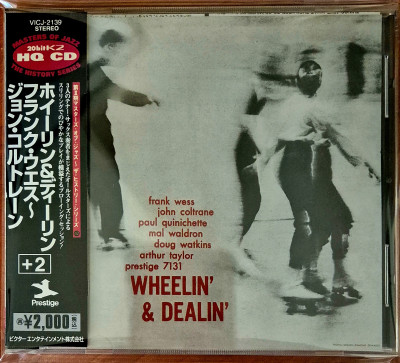 VICJ-2139
STEREO
MASTERS OF JAZZ
20bit K2
HQ CD
THE HISTORY SERIES
ホイーリン&ディーリン
フランク・ウエス〜
ジョン・コルトレーン
+2
Prestige
¥2,000
税込
ビクター エンタテインメント株式会社
frank wess
john coltrane
paul quinichette
mal waldron
doug watkins
arthur taylor
prestige 7131
WHEELIN'
& DEALIN'